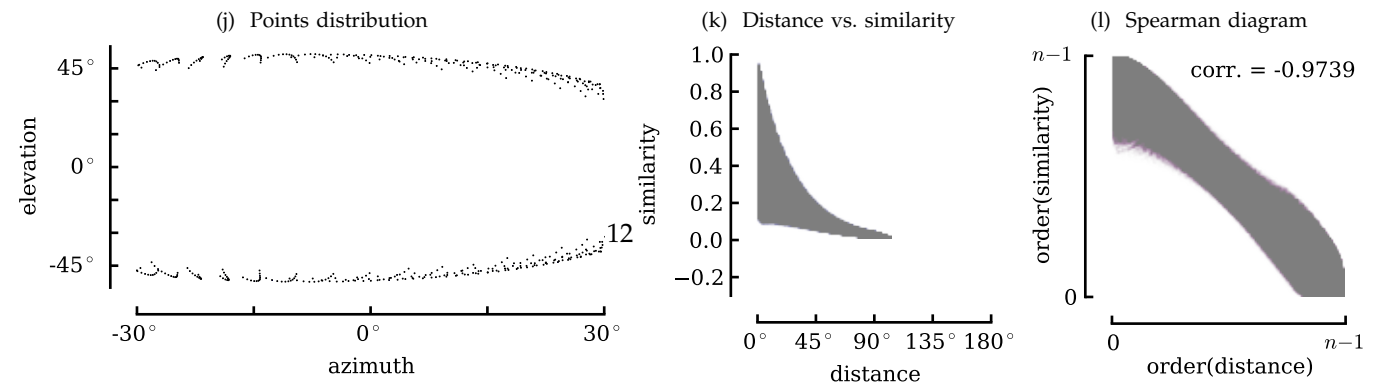 (j) Points distribution
45°
0°
-45°
elevation
-30°
0°
30°
azimuth
12
(k) Distance vs. similarity
1.0
0.8
0.6
0.4
0.2
0.0
−0.2
similarity
0° 45° 90° 135° 180°
distance
(l) Spearman diagram
n−1
corr. = -0.9739
order(similarity)
0
0
n−1
order(distance)